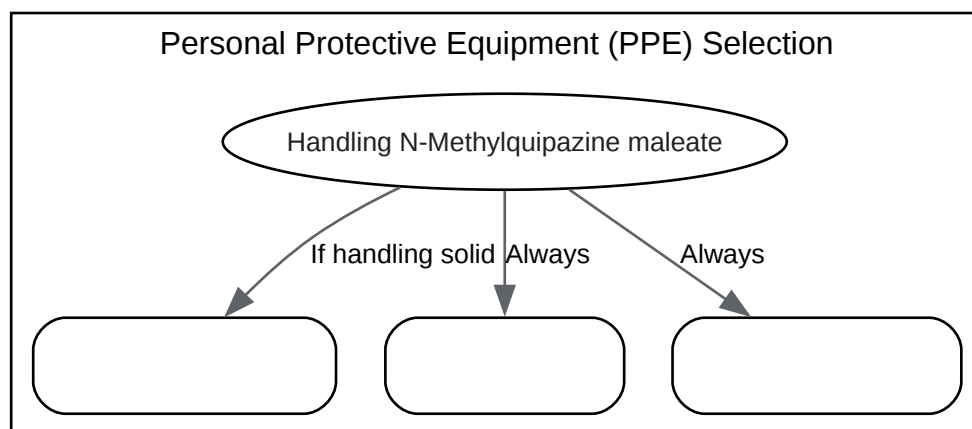 Personal Protective Equipment (PPE) Selection
Handling N-Methylquipazine maleate
If handling solid
Always
Always